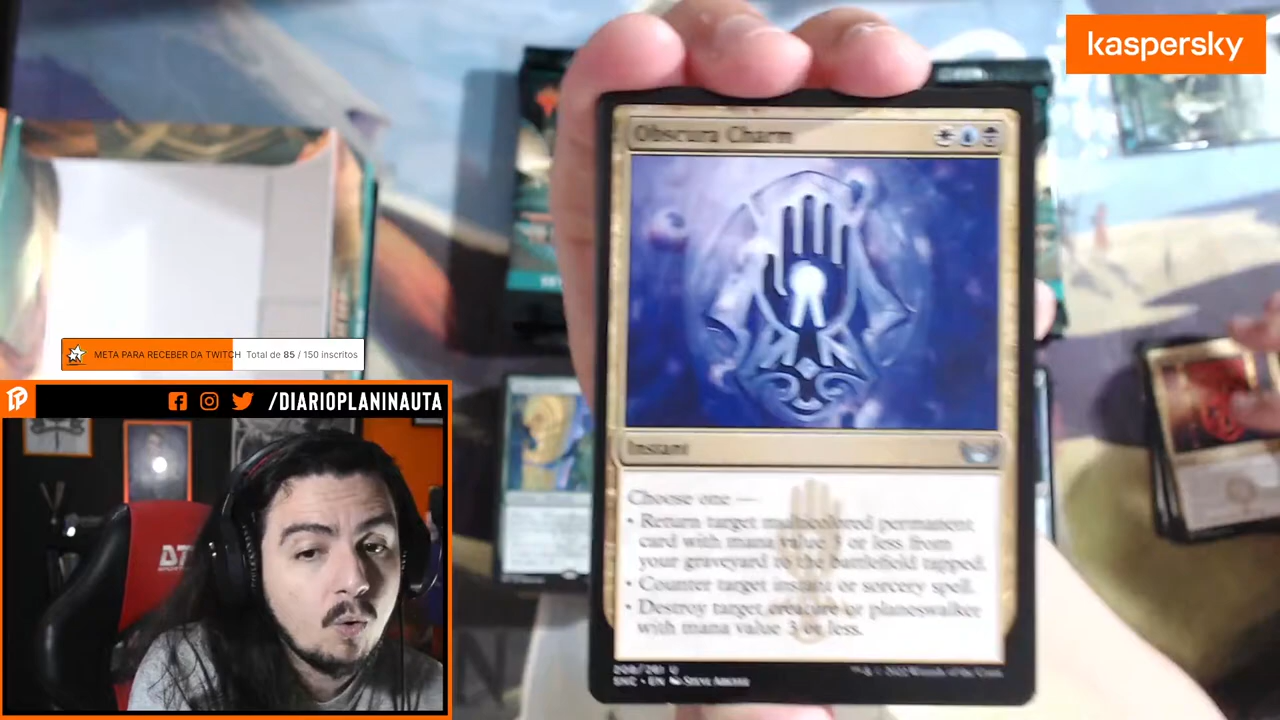 kaspersky
Obscura Charm
Instant
Choose one —
• Return target multicolored permanent
card with mana value 3 or less from
your graveyard to the battlefield tapped.
• Counter target instant or sorcery spell.
• Destroy target creature or planeswalker
with mana value 3 or less.
208/281 U
SNC • EN
META PARA RECEBER DA TWITCH Total de 85 / 150 inscritos
/DIARIOPLANINAUTA